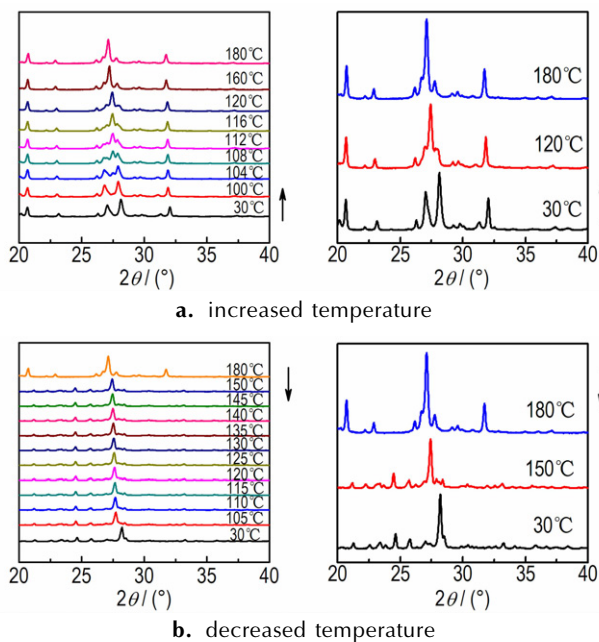 180℃
160℃
120℃
116℃
112℃
108℃
104℃
100℃
30℃
20 25 30 35 40
2θ/(°)
180℃
120℃
30℃
20 25 30 35 40
2θ/(°)
a. increased temperature
180℃
150℃
145℃
140℃
135℃
130℃
125℃
120℃
115℃
110℃
105℃
30℃
20 25 30 35 40
2θ/(°)
180℃
150℃
30℃
20 25 30 35 40
2θ/(°)
b. decreased temperature